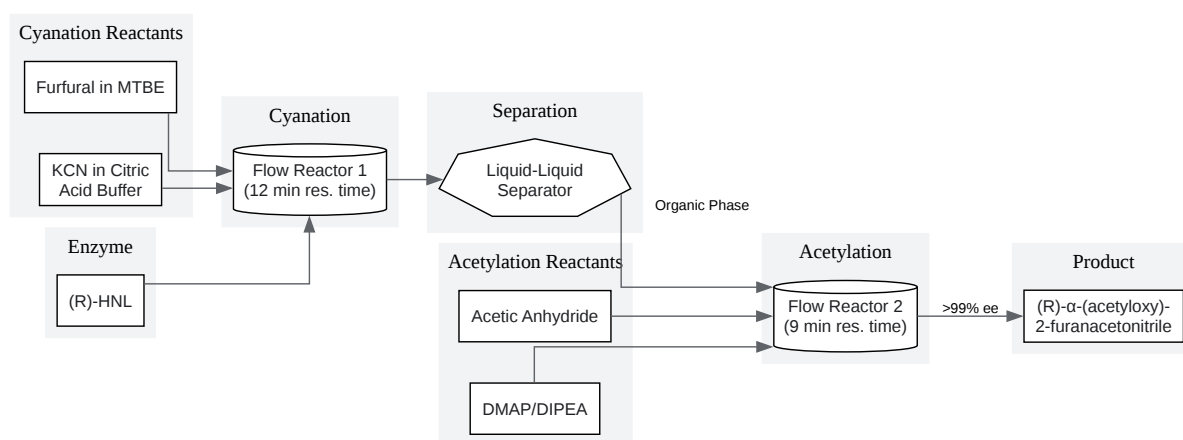 Cyanation Reactants
Furfural in MTBE
KCN in Citric
Acid Buffer
Enzyme
(R)-HNL
Cyanation
Flow Reactor 1
(12 min res. time)
Separation
Liquid-Liquid
Separator
Organic Phase
Acetylation Reactants
Acetic Anhydride
DMAP/DIPEA
Acetylation
Flow Reactor 2
(9 min res. time)
>99% ee
Product
(R)-α-(acetyloxy)-
2-furanacetonitrile